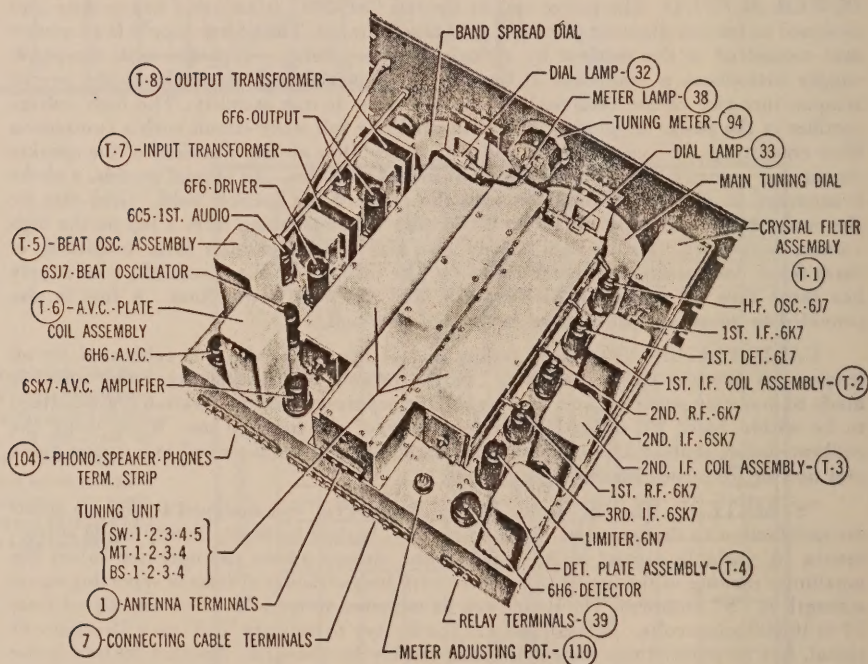 BAND SPREAD DIAL
T-8 - OUTPUT TRANSFORMER
6F6-OUTPUT
T-7 - INPUT TRANSFORMER
6F6-DRIVER
6C5-1ST. AUDIO
T-5 - BEAT OSC. ASSEMBLY
6SJ7-BEAT OSCILLATOR
T-6 - A.V.C.-PLATE
COIL ASSEMBLY
6H6-A.V.C.
6SK7-A.V.C. AMPLIFIER
104 - PHONO-SPEAKER-PHONES
TERM. STRIP
TUNING UNIT
SW-1-2-3-4-5
MT-1-2-3-4
BS-1-2-3-4
1 - ANTENNA TERMINALS
7 - CONNECTING CABLE TERMINALS
DIAL LAMP - 32
METER LAMP - 38
TUNING METER - 94
DIAL LAMP - 33
MAIN TUNING DIAL
CRYSTAL FILTER
ASSEMBLY
T-1
H.F. OSC.-6J7
1ST. I.F.-6K7
1ST. DET.-6L7
1ST. I.F. COIL ASSEMBLY - T-2
2ND. R.F.-6K7
2ND. I.F.-6SK7
2ND. I.F. COIL ASSEMBLY - T-3
1ST. R.F.-6K7
3RD. I.F.-6SK7
LIMITER-6N7
DET. PLATE ASSEMBLY - T-4
6H6-DETECTOR
RELAY TERMINALS - 39
METER ADJUSTING POT. - 110